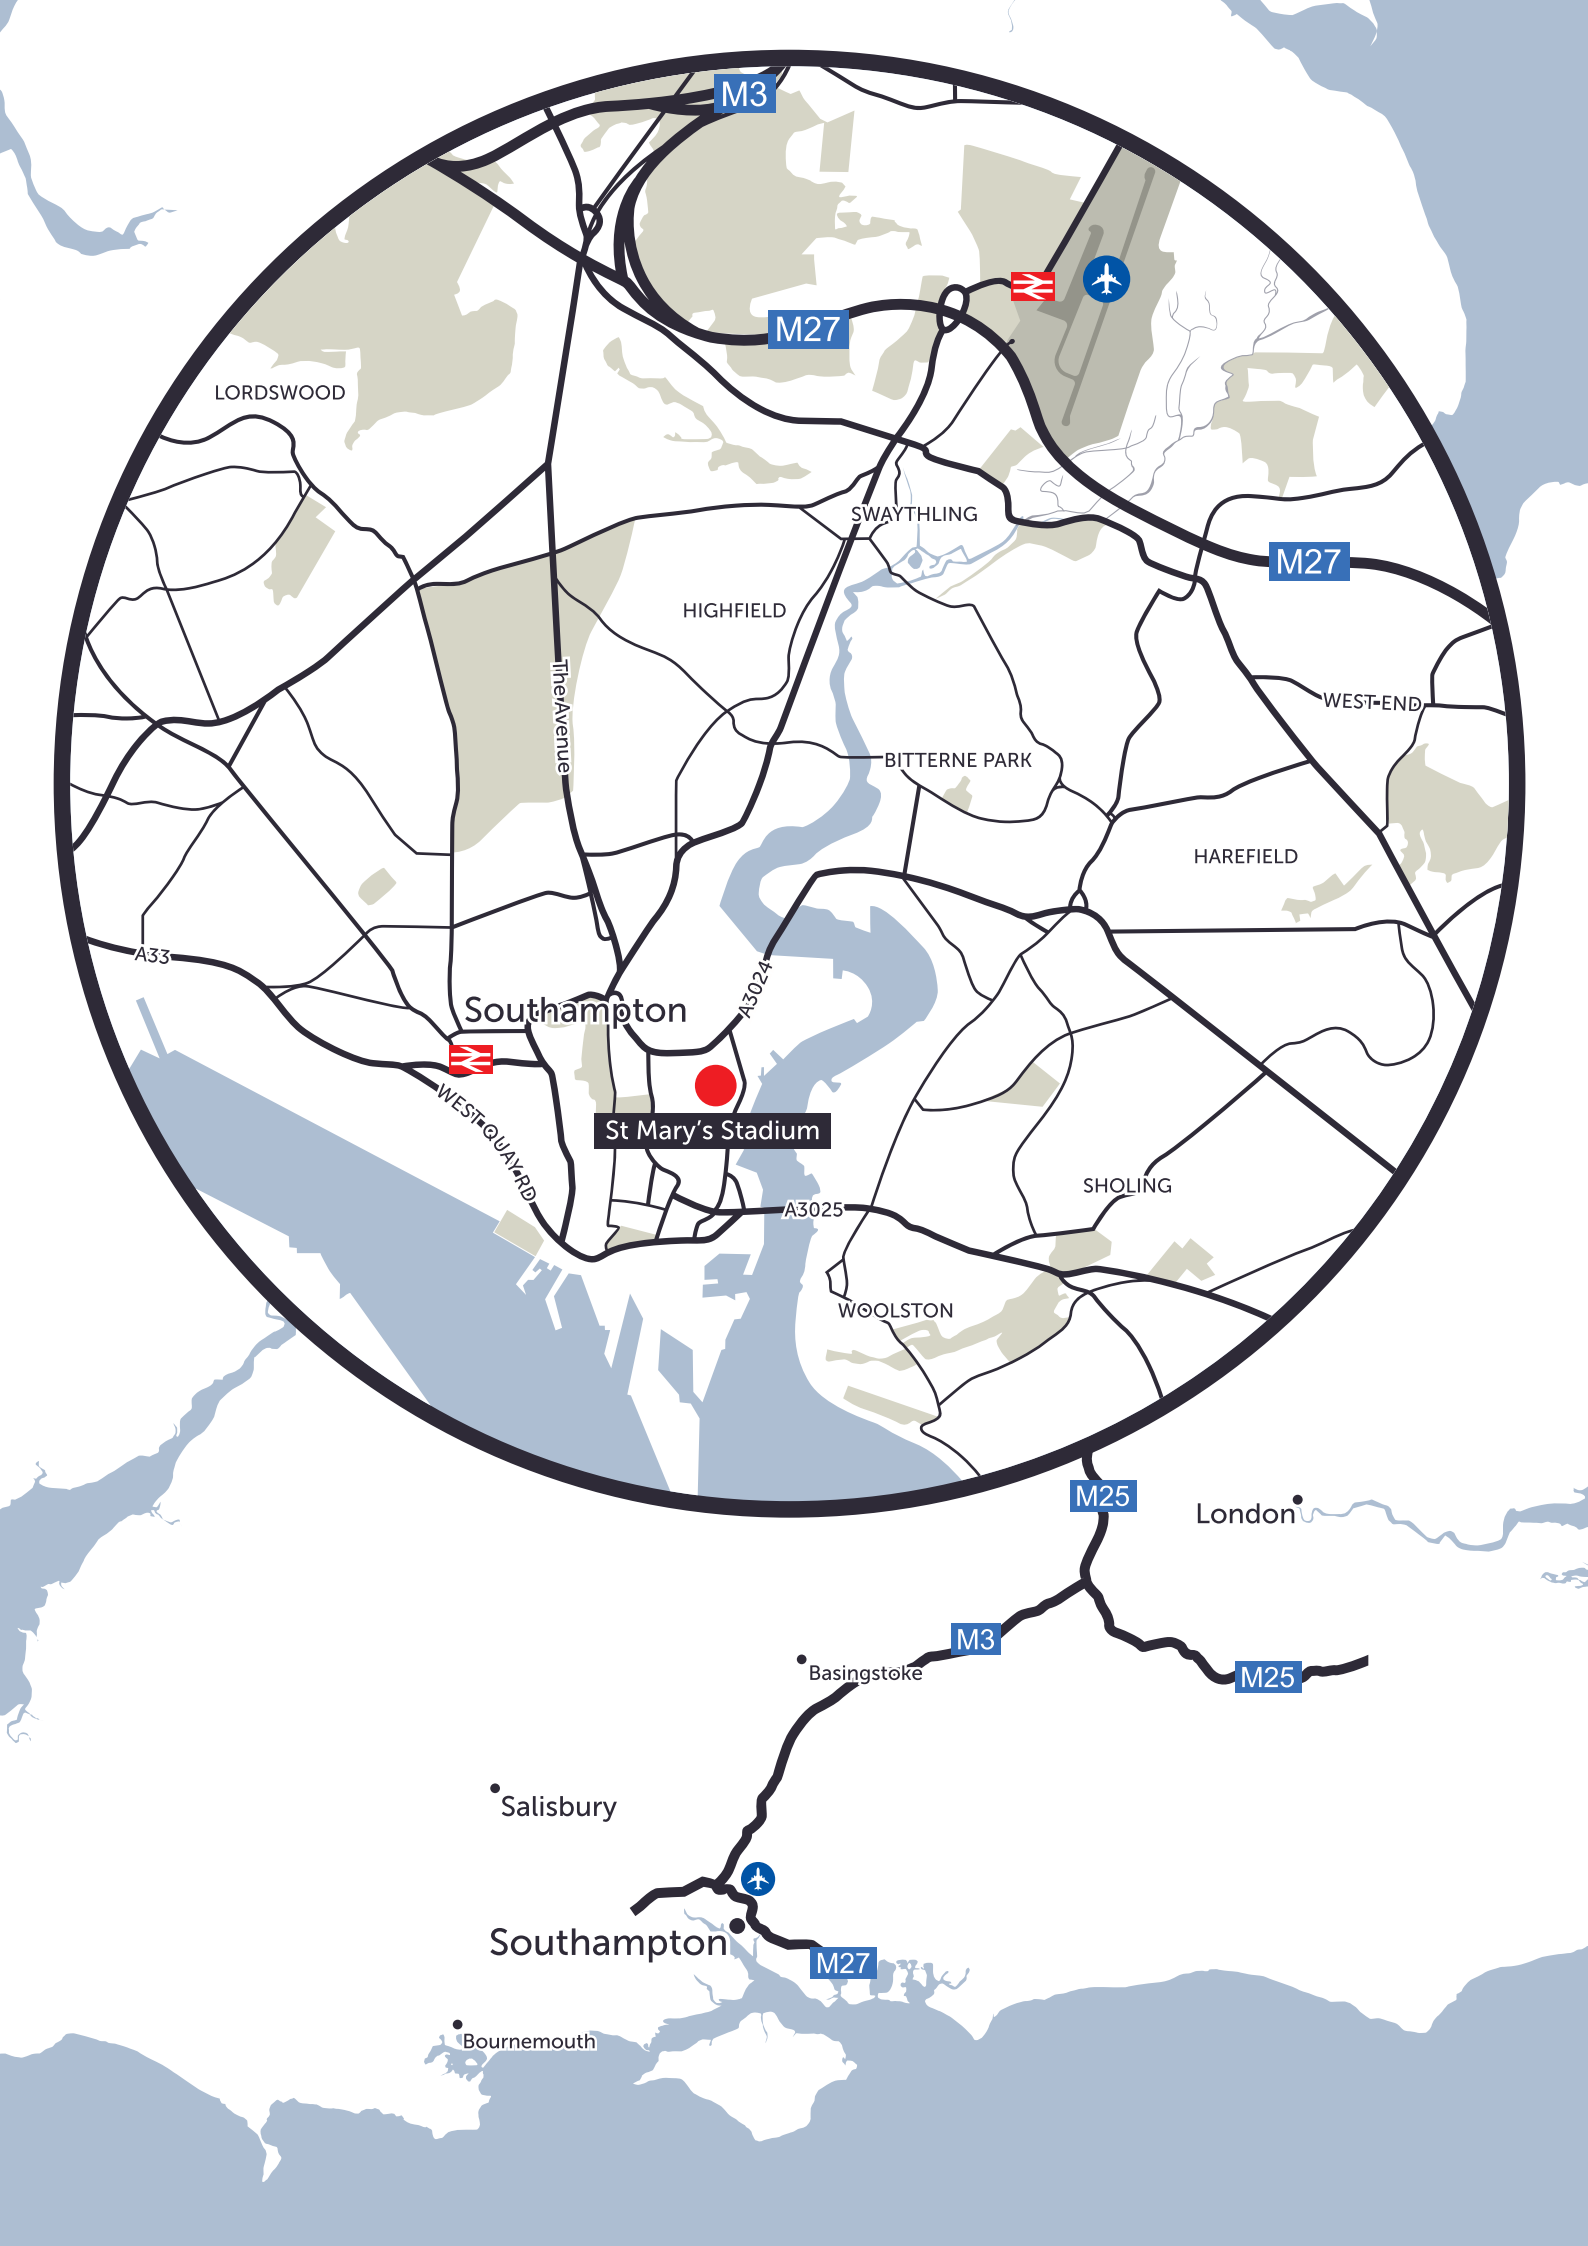 M3
M27
LORDSWOOD
SWAYTHLING
M27
HIGHFIELD
The Avenue
WEST END
BITTERNE PARK
HAREFIELD
A33
A3024
Southampton
WEST QUAY RD
St Mary's Stadium
SHOLING
A3025
WOOLSTON
M25
London
M3
Basingstoke
M25
Salisbury
Southampton
M27
Bournemouth